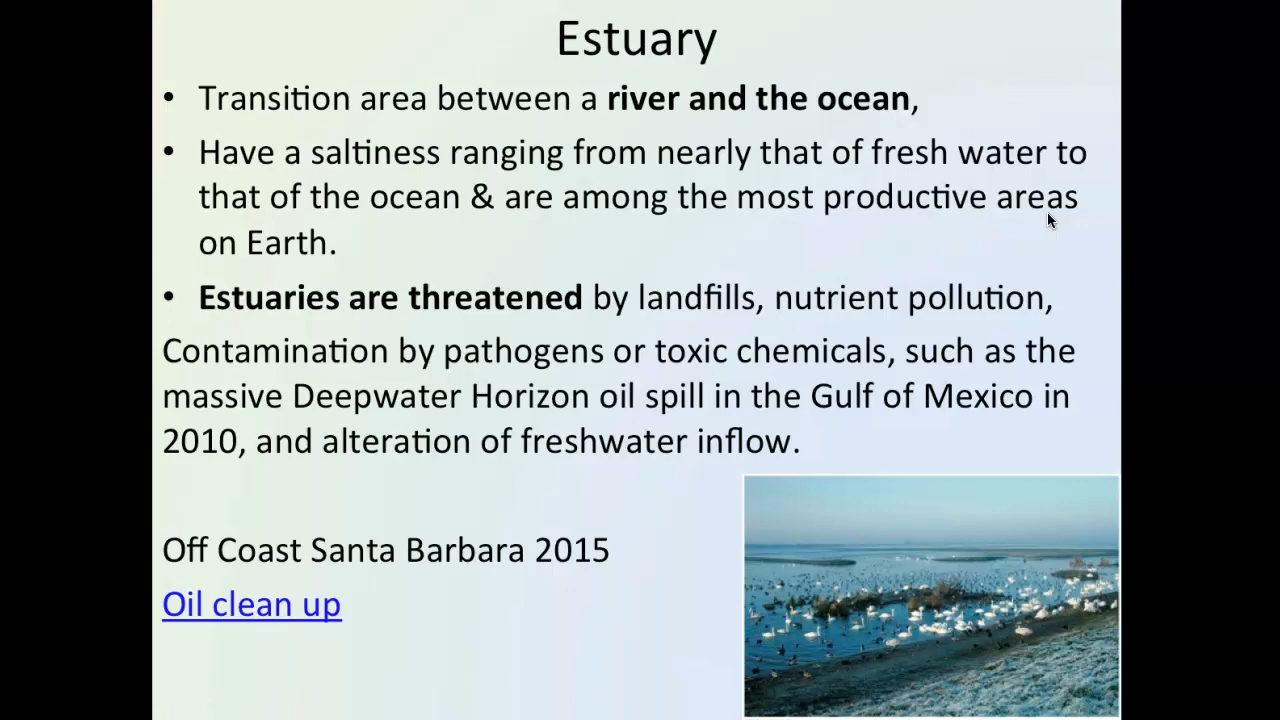 Estuary
• Transition area between a river and the ocean,
• Have a saltiness ranging from nearly that of fresh water to
that of the ocean & are among the most productive areas
on Earth.
• Estuaries are threatened by landfills, nutrient pollution,
Contamination by pathogens or toxic chemicals, such as the
massive Deepwater Horizon oil spill in the Gulf of Mexico in
2010, and alteration of freshwater inflow.
Off Coast Santa Barbara 2015
Oil clean up